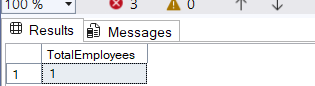 100 % 3 0
Results Messages
TotalEmployees
1 1